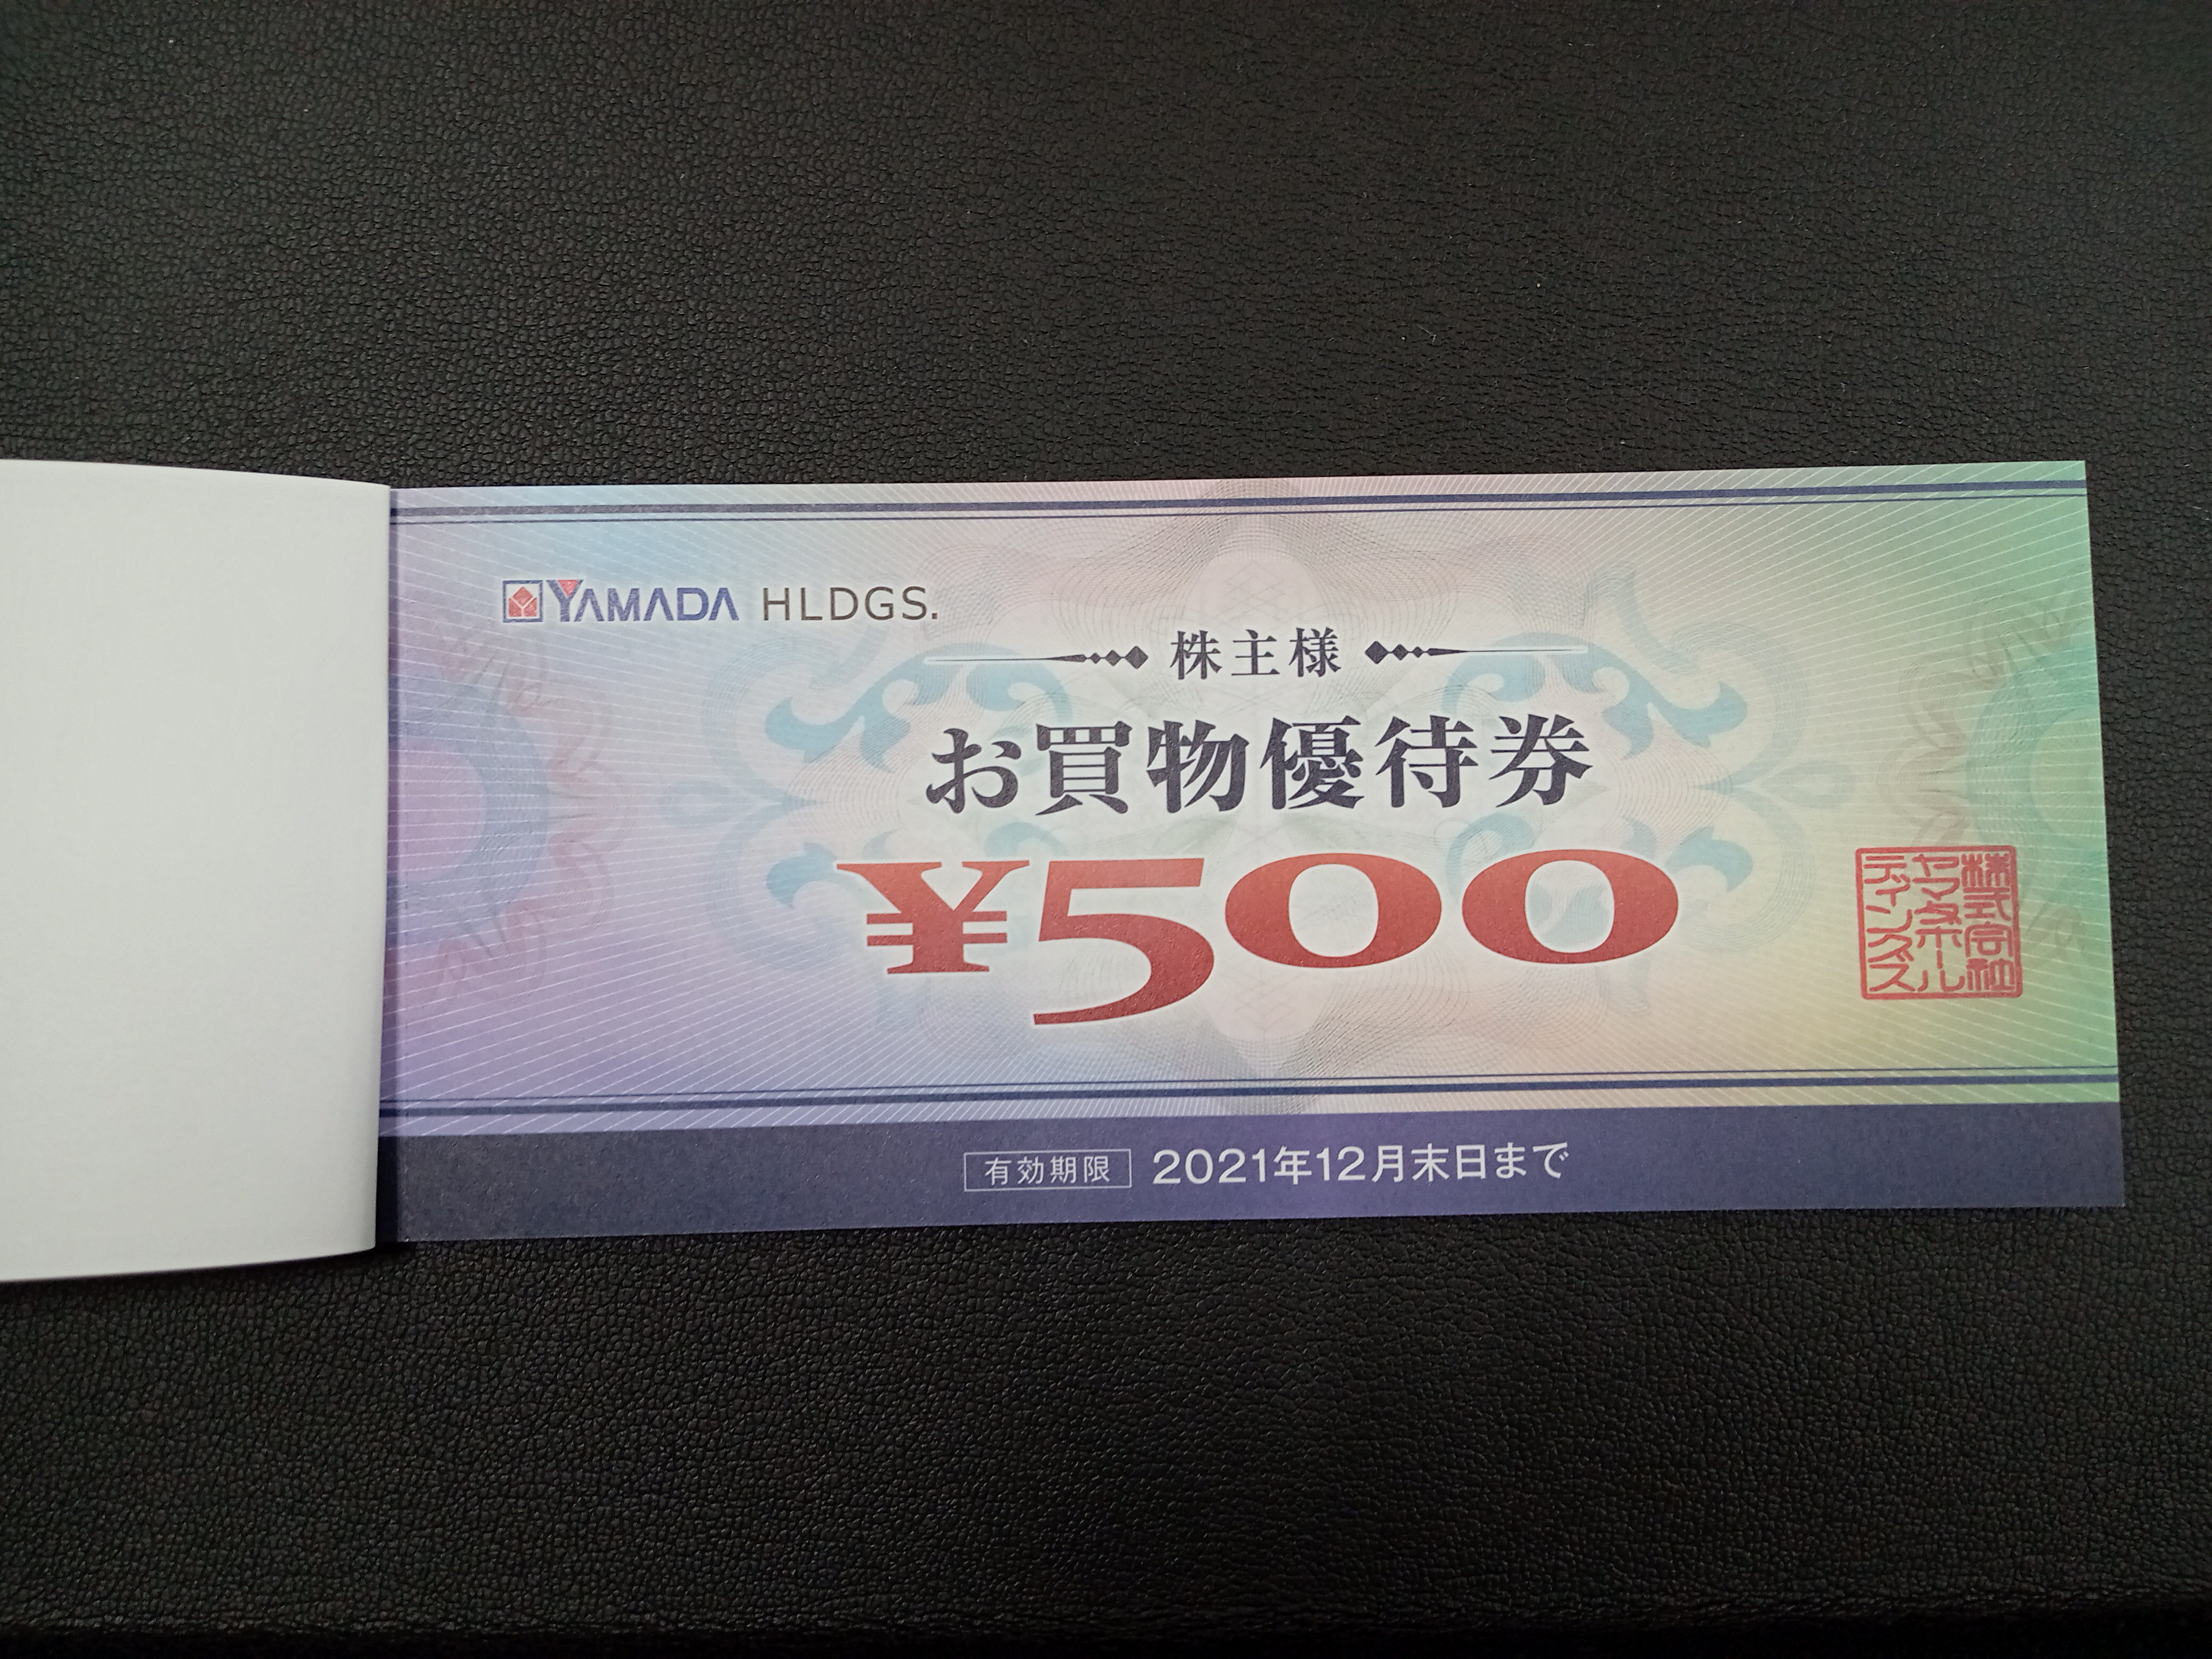 YAMADA HLDGS.
株主様
お買物優待券
¥500
株式会社
ヤマダホール
ディングス
有効期限 2021年12月末日まで